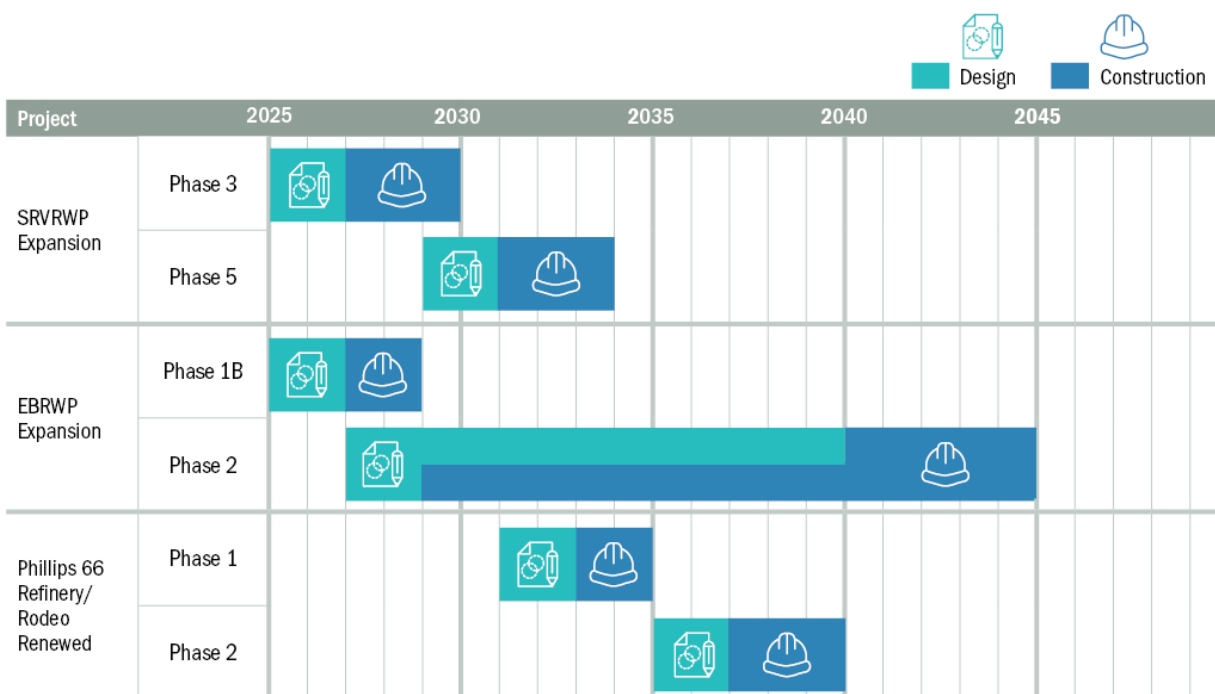 Design
Construction
Project
2025
2030
2035
2040
2045
SRVRWP
Expansion
Phase 3
Phase 5
EBRWP
Expansion
Phase 1B
Phase 2
Phillips 66
Refinery/
Rodeo
Renewed
Phase 1
Phase 2